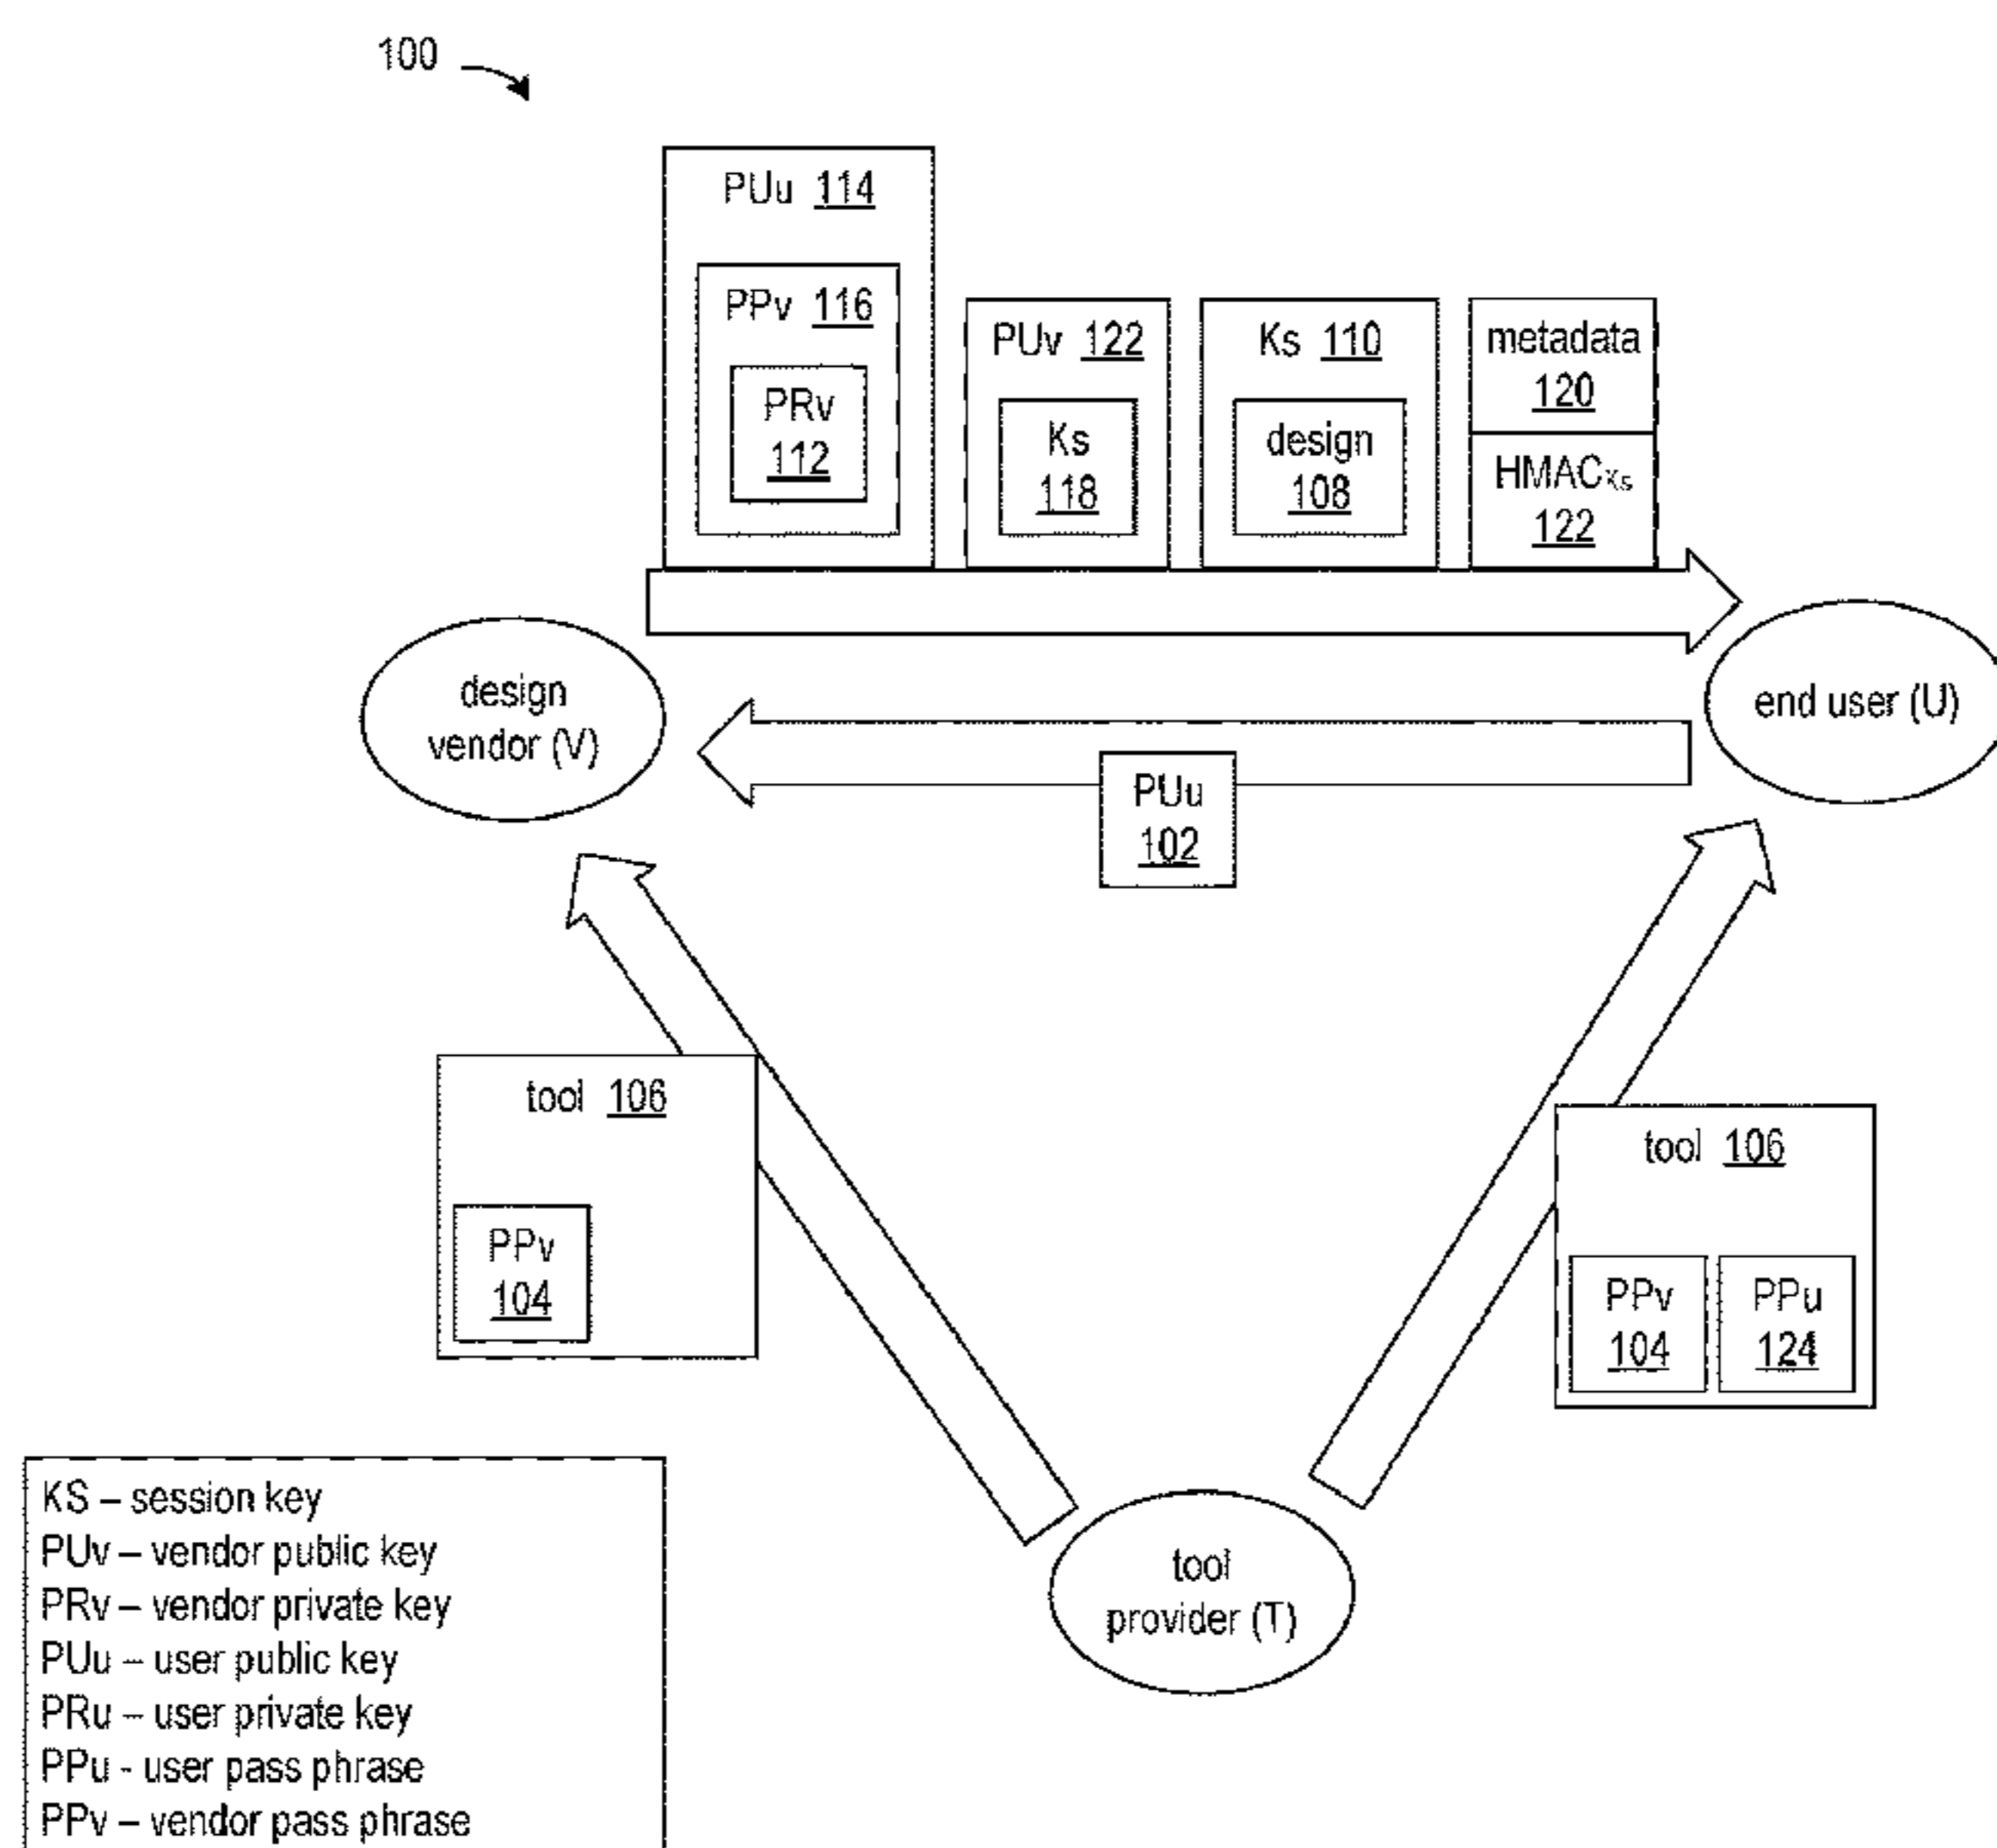 100
PUu 114
PPv 116
PRv
112
PUv 122
Ks
118
Ks 110
design
108
metadata
120
HMACKs
122
design
vendor (V)
end user (U)
PUu
102
tool 106
PPv
104
tool 106
PPv
104
PPu
124
tool
provider (T)
KS – session key
PUv – vendor public key
PRv – vendor private key
PUu – user public key
PRu – user private key
PPu - user pass phrase
PPv – vendor pass phrase